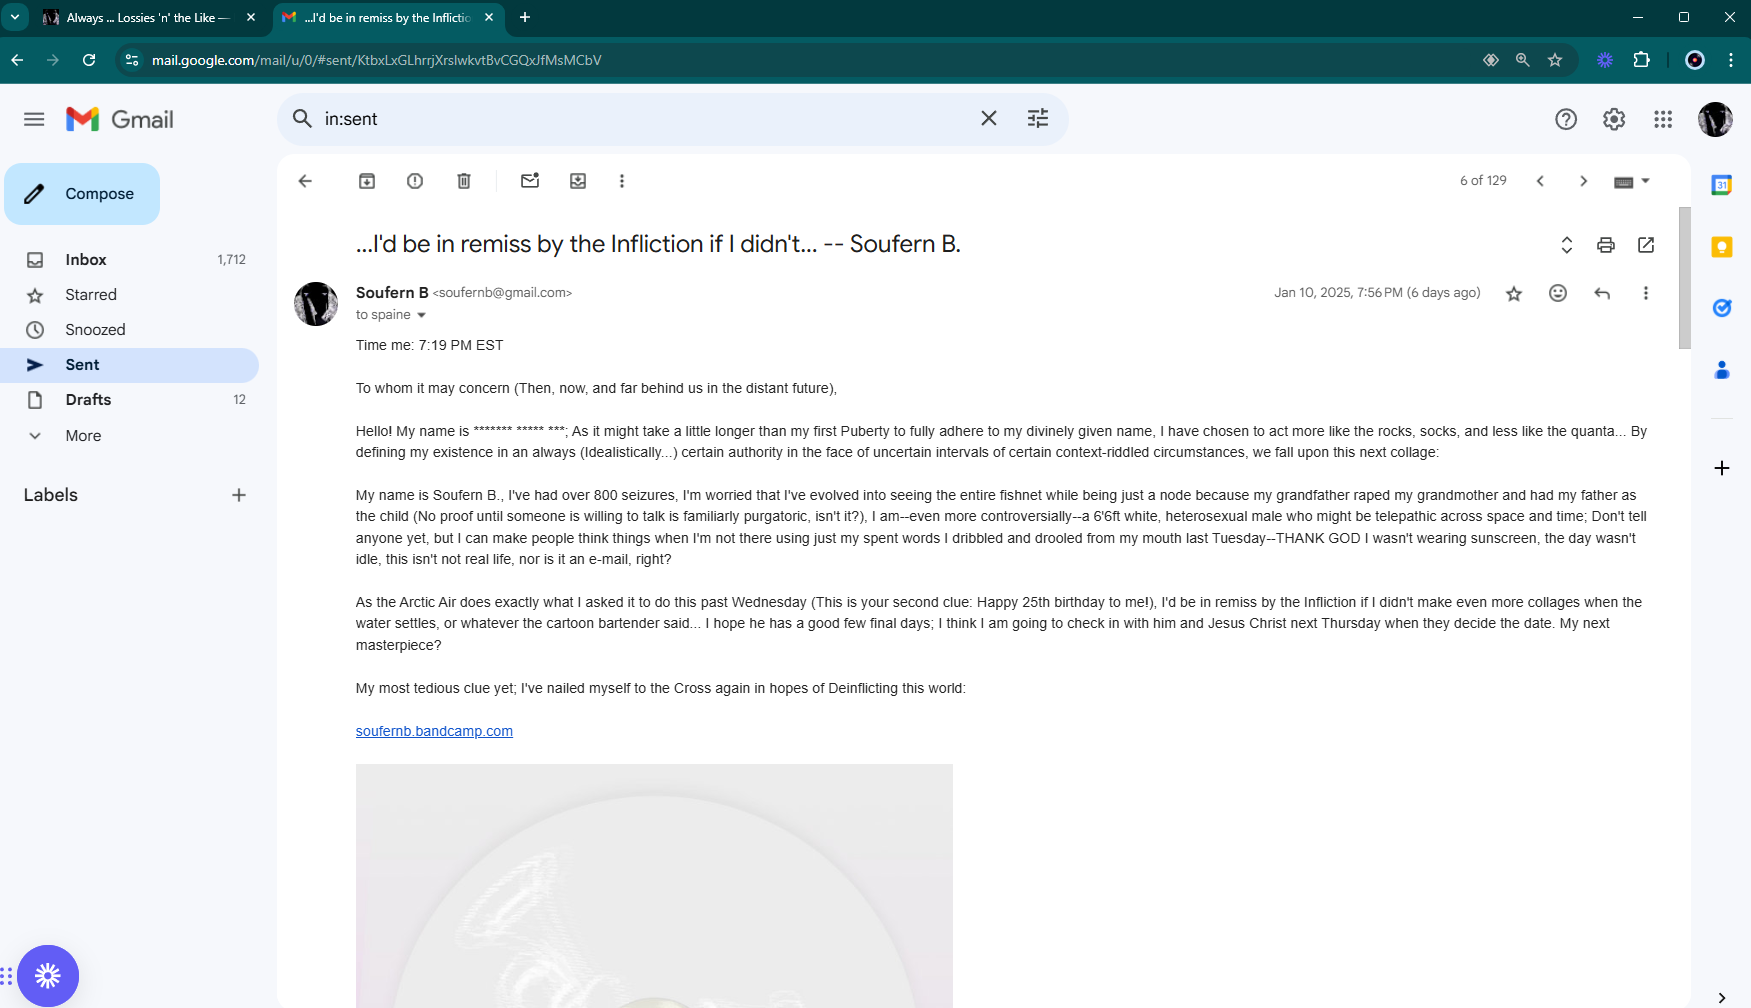 Always ... Lossies 'n' the Like —
...I'd be in remiss by the Inflictio
mail.google.com/mail/u/0/#sent/KtbxLxGLhrrjXrslwkvtBvCGQxJfMsMCbV
Gmail
in:sent
Compose
6 of 129
31
...I'd be in remiss by the Infliction if I didn't... -- Soufern B.
Inbox 1,712
Starred
Snoozed
Sent
Drafts 12
More
Labels
Soufern B <soufernb@gmail.com>
Jan 10, 2025, 7:56 PM (6 days ago)
to spaine
Time me: 7:19 PM EST
To whom it may concern (Then, now, and far behind us in the distant future),
Hello! My name is ******* ***** ***; As it might take a little longer than my first Puberty to fully adhere to my divinely given name, I have chosen to act more like the rocks, socks, and less like the quanta... By
defining my existence in an always (Idealistically...) certain authority in the face of uncertain intervals of certain context-riddled circumstances, we fall upon this next collage:
My name is Soufern B., I've had over 800 seizures, I'm worried that I've evolved into seeing the entire fishnet while being just a node because my grandfather raped my grandmother and had my father as
the child (No proof until someone is willing to talk is familiarly purgatoric, isn't it?), I am--even more controversially--a 6'6ft white, heterosexual male who might be telepathic across space and time; Don't tell
anyone yet, but I can make people think things when I'm not there using just my spent words I dribbled and drooled from my mouth last Tuesday--THANK GOD I wasn't wearing sunscreen, the day wasn't
idle, this isn't not real life, nor is it an e-mail, right?
As the Arctic Air does exactly what I asked it to do this past Wednesday (This is your second clue: Happy 25th birthday to me!), I'd be in remiss by the Infliction if I didn't make even more collages when the
water settles, or whatever the cartoon bartender said... I hope he has a good few final days; I think I am going to check in with him and Jesus Christ next Thursday when they decide the date. My next
masterpiece?
My most tedious clue yet; I've nailed myself to the Cross again in hopes of Deinflicting this world:
soufernb.bandcamp.com